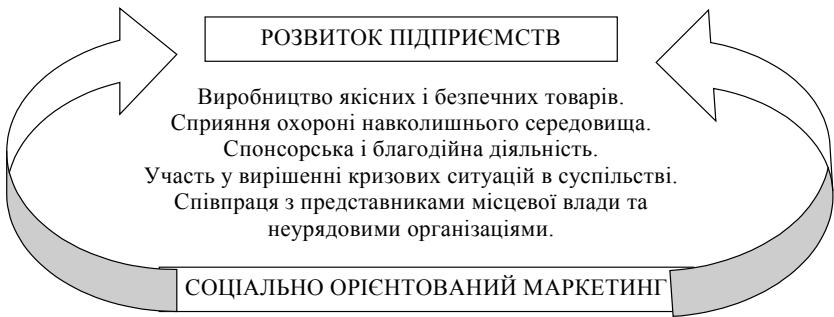 РОЗВИТОК ПІДПРИЄМСТВ
Виробництво якісних і безпечних товарів.
Сприяння охороні навколишнього середовища.
Спонсорська і благодійна діяльність.
Участь у вирішенні кризових ситуацій в суспільстві.
Співпраця з представниками місцевої влади та
неурядовими організаціями.
СОЦІАЛЬНО ОРІЄНТОВАНИЙ МАРКЕТИНГ